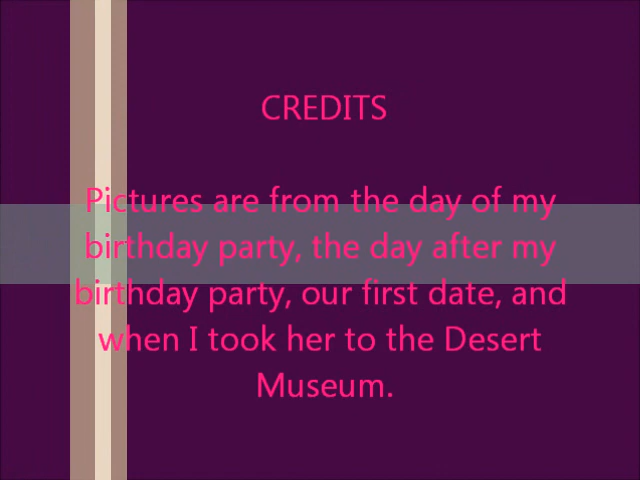 CREDITS
Pictures are from the day of my
birthday party, the day after my
birthday party, our first date, and
when I took her to the Desert
Museum.